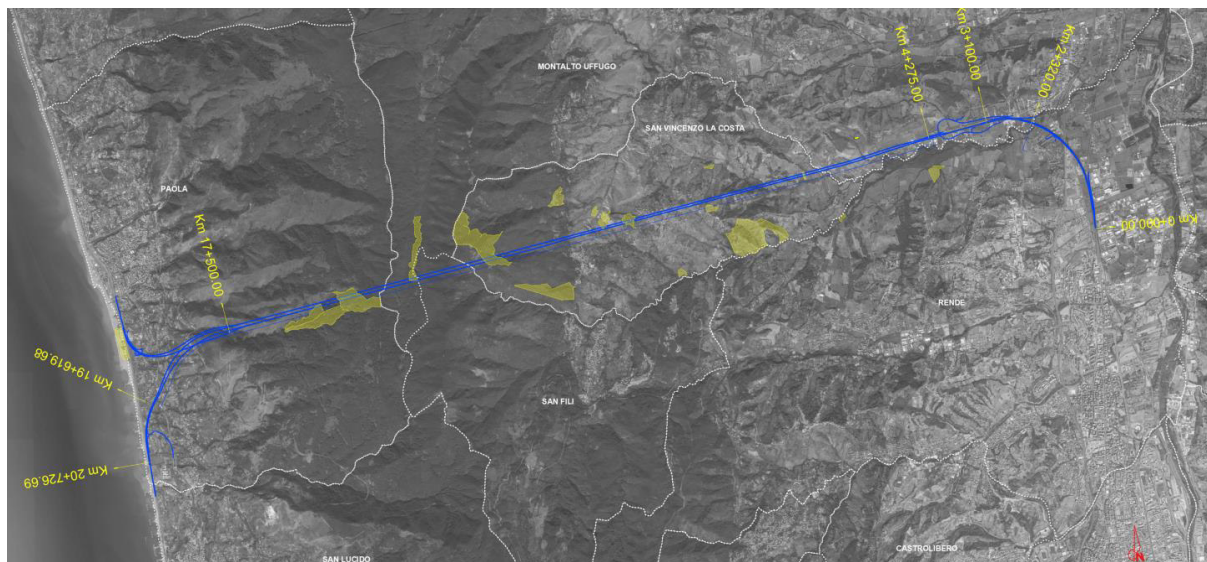 MONTALTO UFFUGO
Km 4+275.00
Km 3+100.00
Km 2+320.00
SAN VINCENZO LA COSTA
PAOLA
Km 17+500.00
Km 0+000.00
RENDE
Km 19+619.68
SAN FILI
Km 20+726.69
SAN LUCIDO
CASTROLIBERO
N